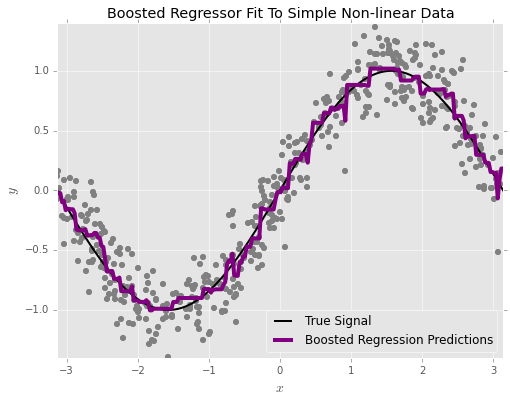 Boosted Regressor Fit To Simple Non-linear Data
1.0
0.5
0.0
−0.5
−1.0
y
True Signal
Boosted Regression Predictions
−3
−2
−1
0
1
2
3
x